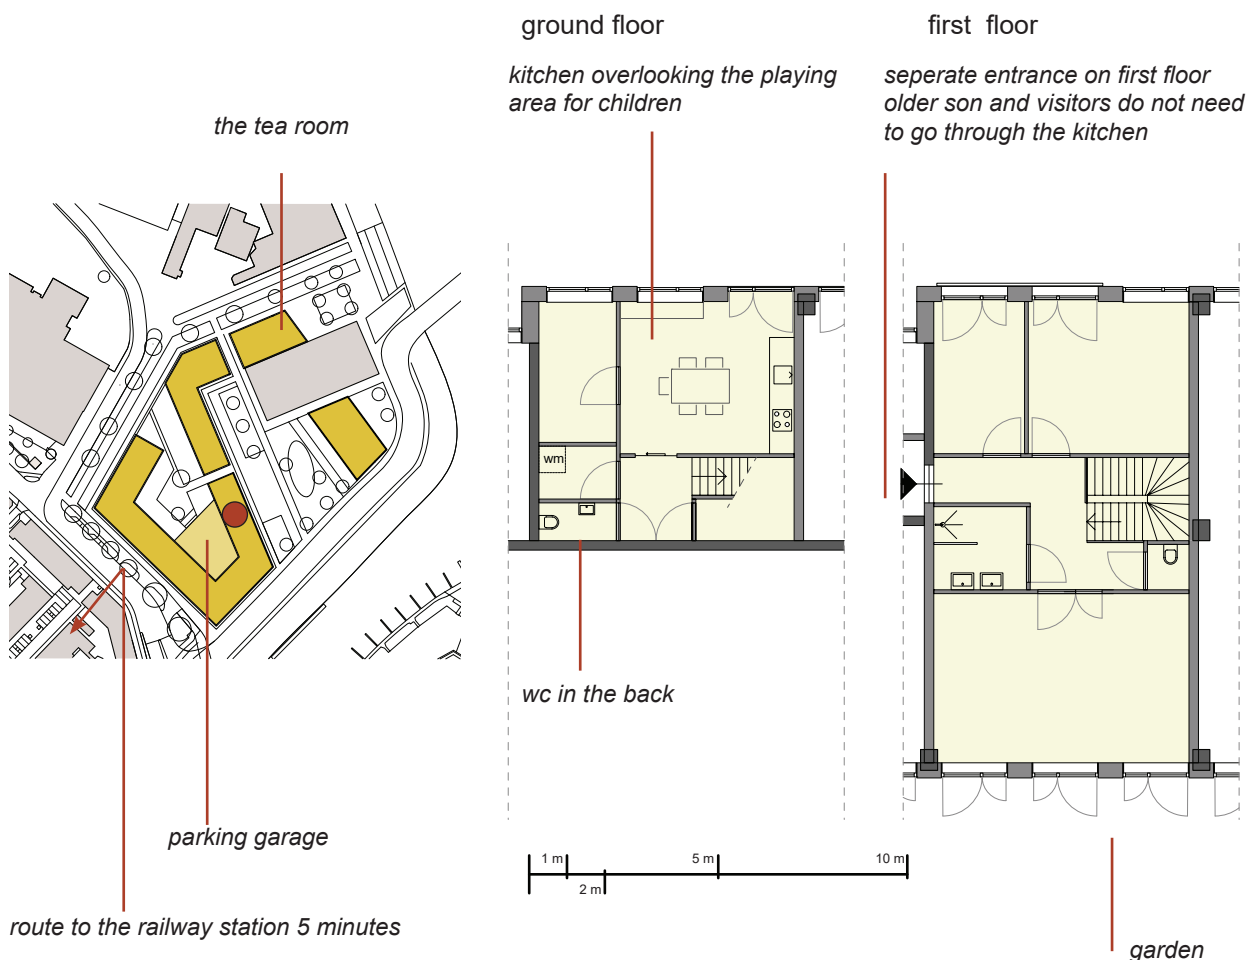 ground floor
first floor
kitchen overlooking the playing
area for children
seperate entrance on first floor
older son and visitors do not need
to go through the kitchen
the tea room
wm
wc in the back
parking garage
1 m
5 m
10 m
2 m
route to the railway station 5 minutes
garden